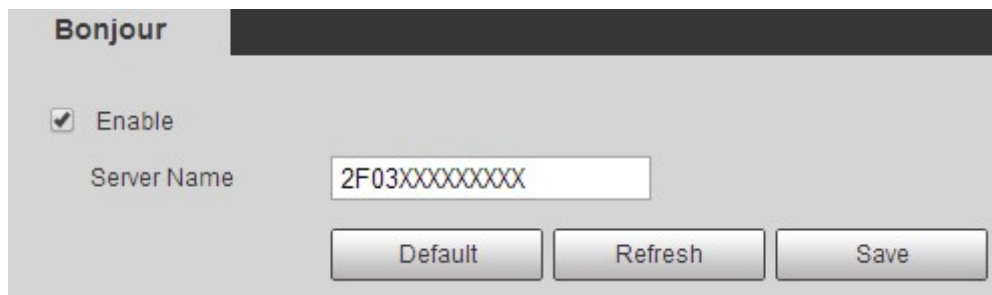 Bonjour
Enable
Server Name 2F03XXXXXXXXX
Default Refresh Save